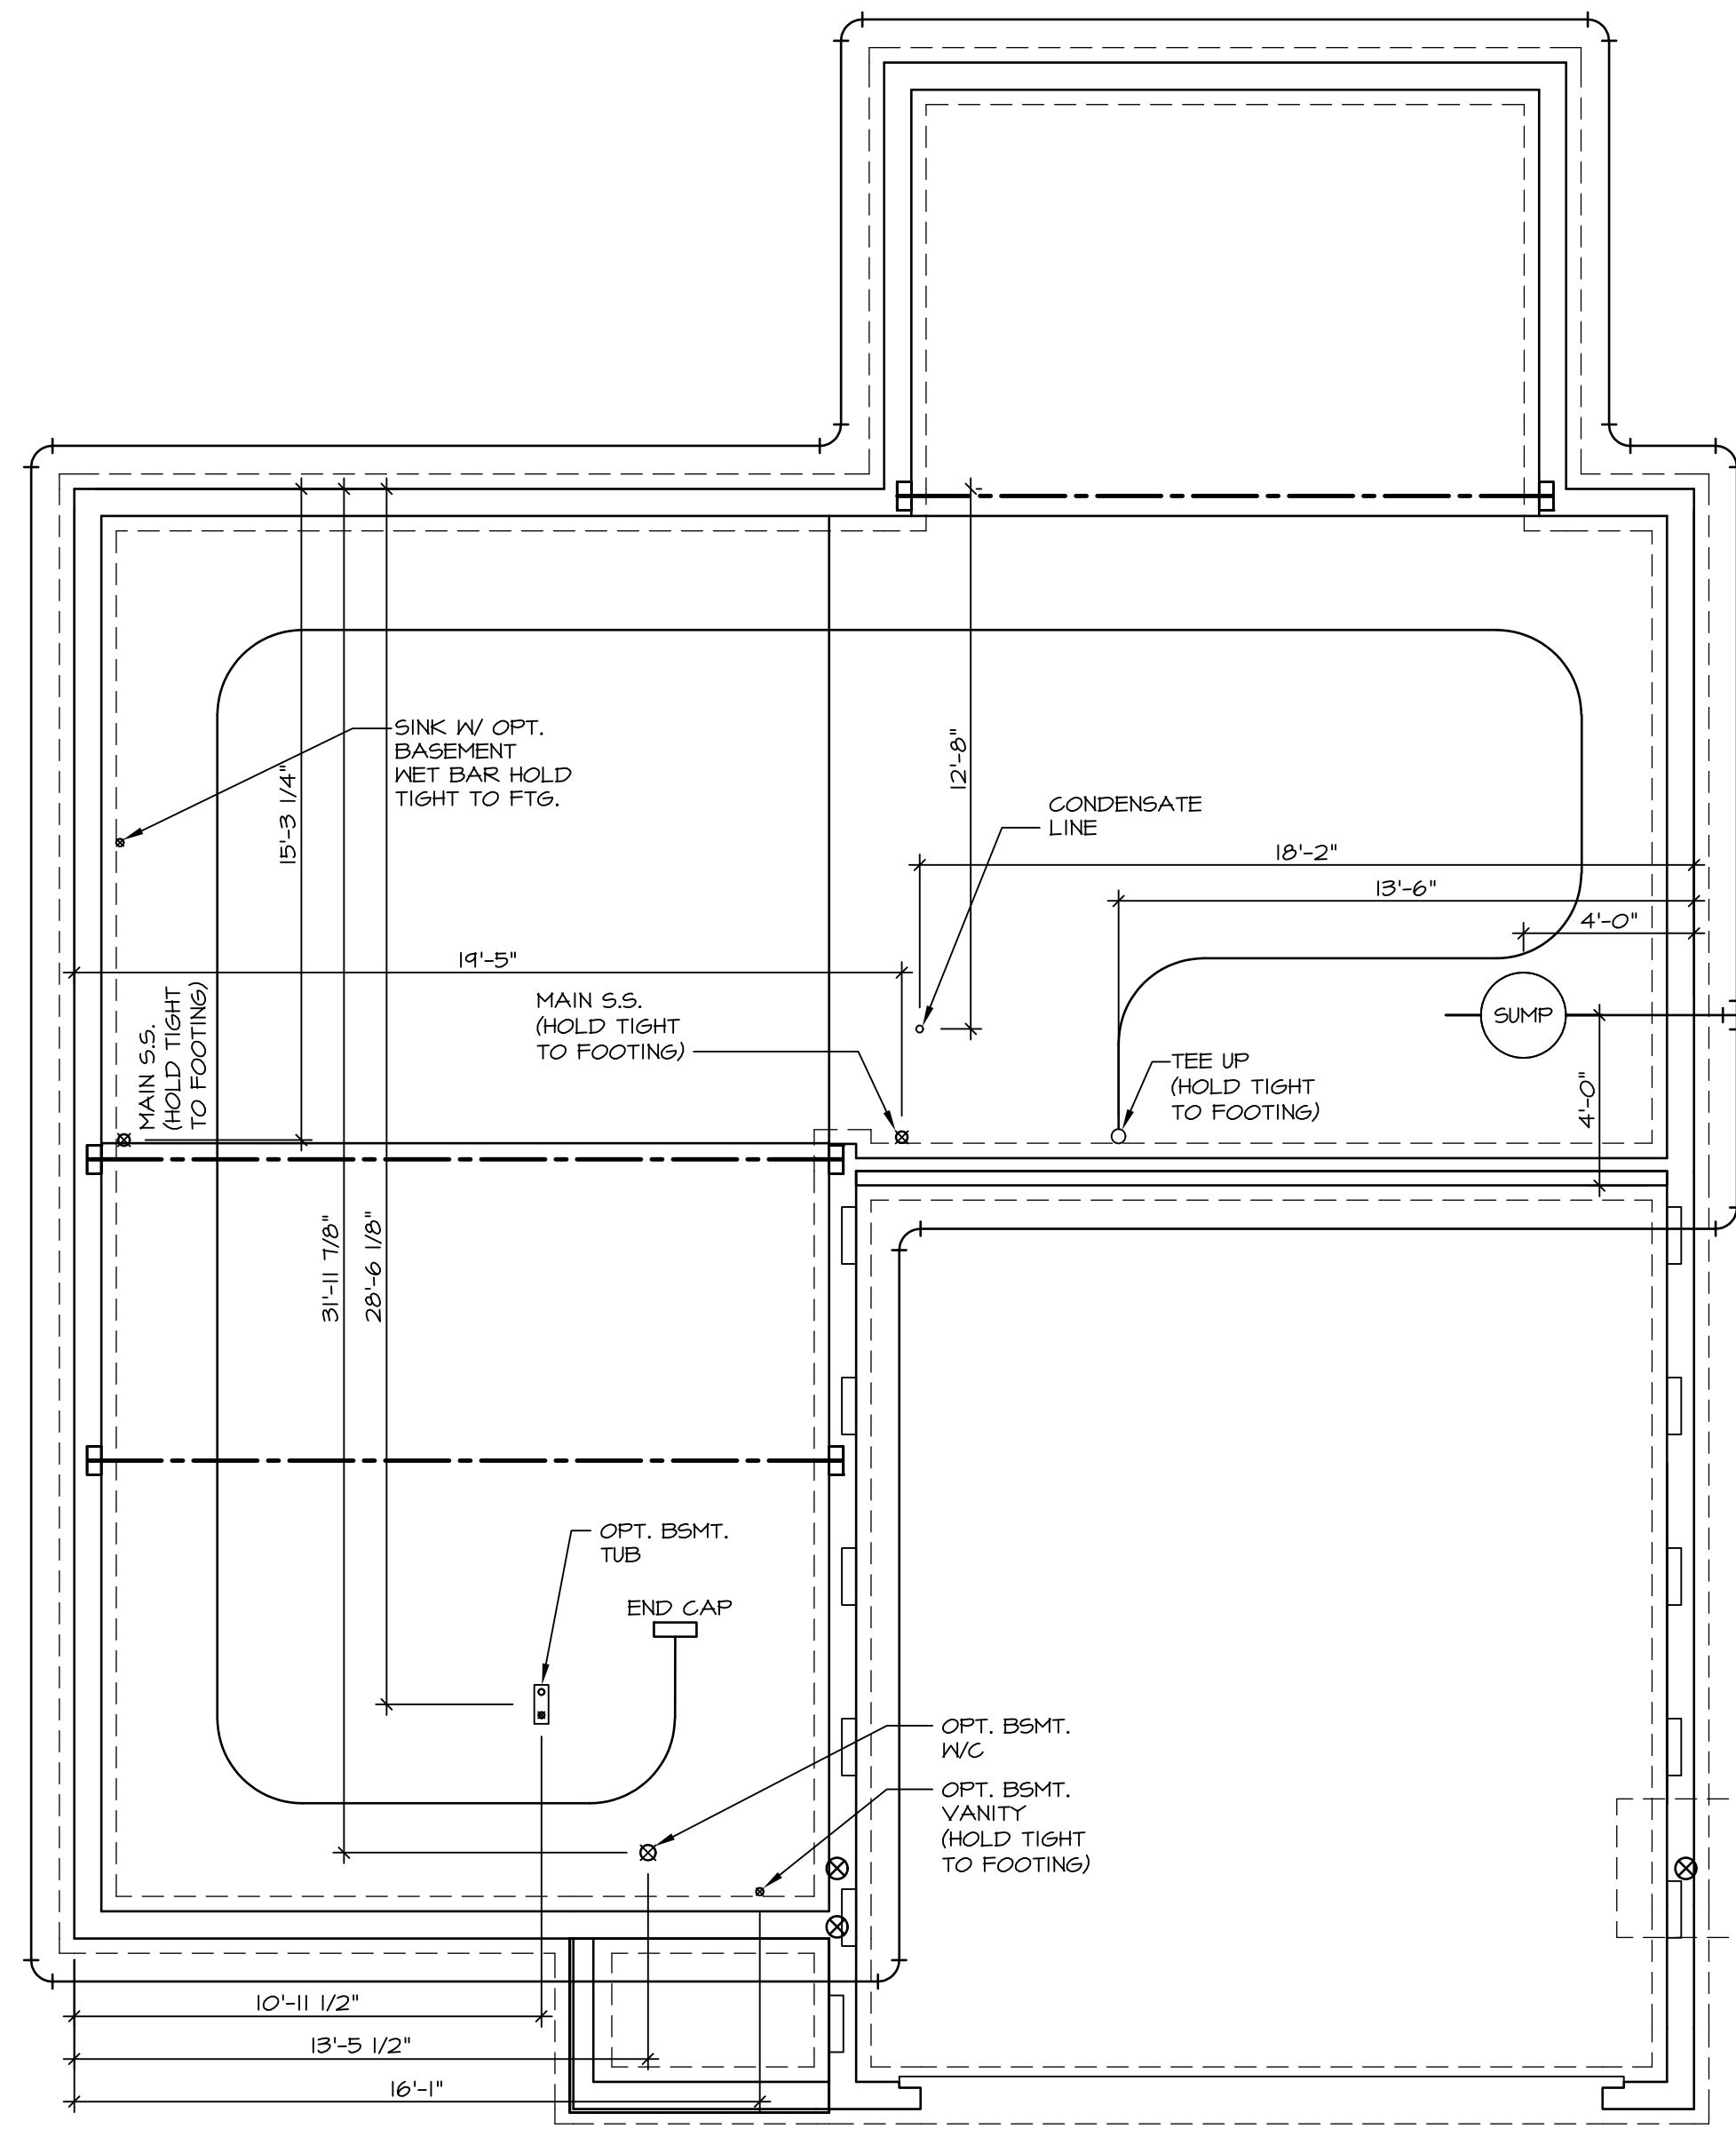 SINK W/ OPT.
BASEMENT
WET BAR HOLD
TIGHT TO FTG.
15'-3 1/4"
12'-8"
CONDENSATE
LINE
18'-2"
13'-6"
4'-0"
19'-5"
MAIN S.S.
(HOLD TIGHT
TO FOOTING)
MAIN S.S.
(HOLD TIGHT
TO FOOTING)
SUMP
TEE UP
(HOLD TIGHT
TO FOOTING)
4'-0"
31'-11 7/8"
28'-6 1/8"
OPT. BSMT.
TUB
END CAP
OPT. BSMT.
W/C
OPT. BSMT.
VANITY
(HOLD TIGHT
TO FOOTING)
10'-11 1/2"
13'-5 1/2"
16'-1"